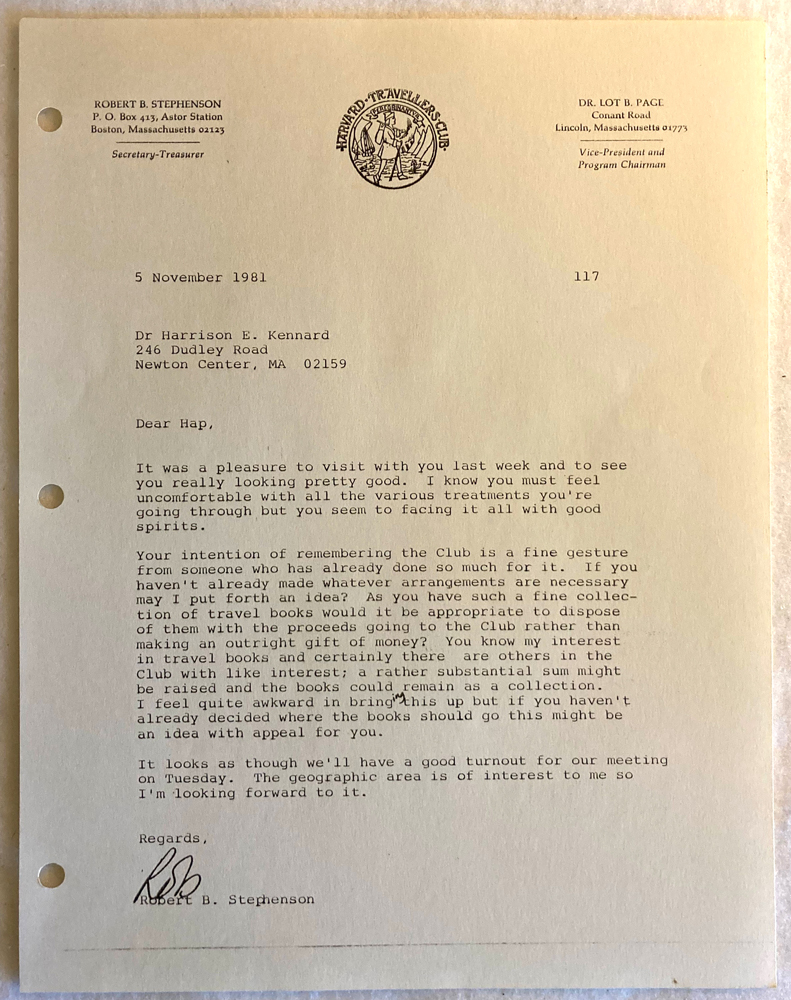 ROBERT B. STEPHENSON
P. O. Box 413, Astor Station
Boston, Massachusetts 02123
Secretary-Treasurer
HARVARD·TRAVELLERS·CLUB
DR. LOT B. PAGE
Conant Road
Lincoln, Massachusetts 01773
Vice-President and
Program Chairman
5 November 1981 117
Dr Harrison E. Kennard
246 Dudley Road
Newton Center, MA 02159
Dear Hap,
It was a pleasure to visit with you last week and to see
you really looking pretty good. I know you must feel
uncomfortable with all the various treatments you're
going through but you seem to facing it all with good
spirits.
Your intention of remembering the Club is a fine gesture
from someone who has already done so much for it. If you
haven't already made whatever arrangements are necessary
may I put forth an idea? As you have such a fine collec-
tion of travel books would it be appropriate to dispose
of them with the proceeds going to the Club rather than
making an outright gift of money? You know my interest
in travel books and certainly there are others in the
Club with like interest; a rather substantial sum might
be raised and the books could remain as a collection.
I feel quite awkward in bringing this up but if you haven't
already decided where the books should go this might be
an idea with appeal for you.
It looks as though we'll have a good turnout for our meeting
on Tuesday. The geographic area is of interest to me so
I'm looking forward to it.
Regards,
Rob
Robert B. Stephenson